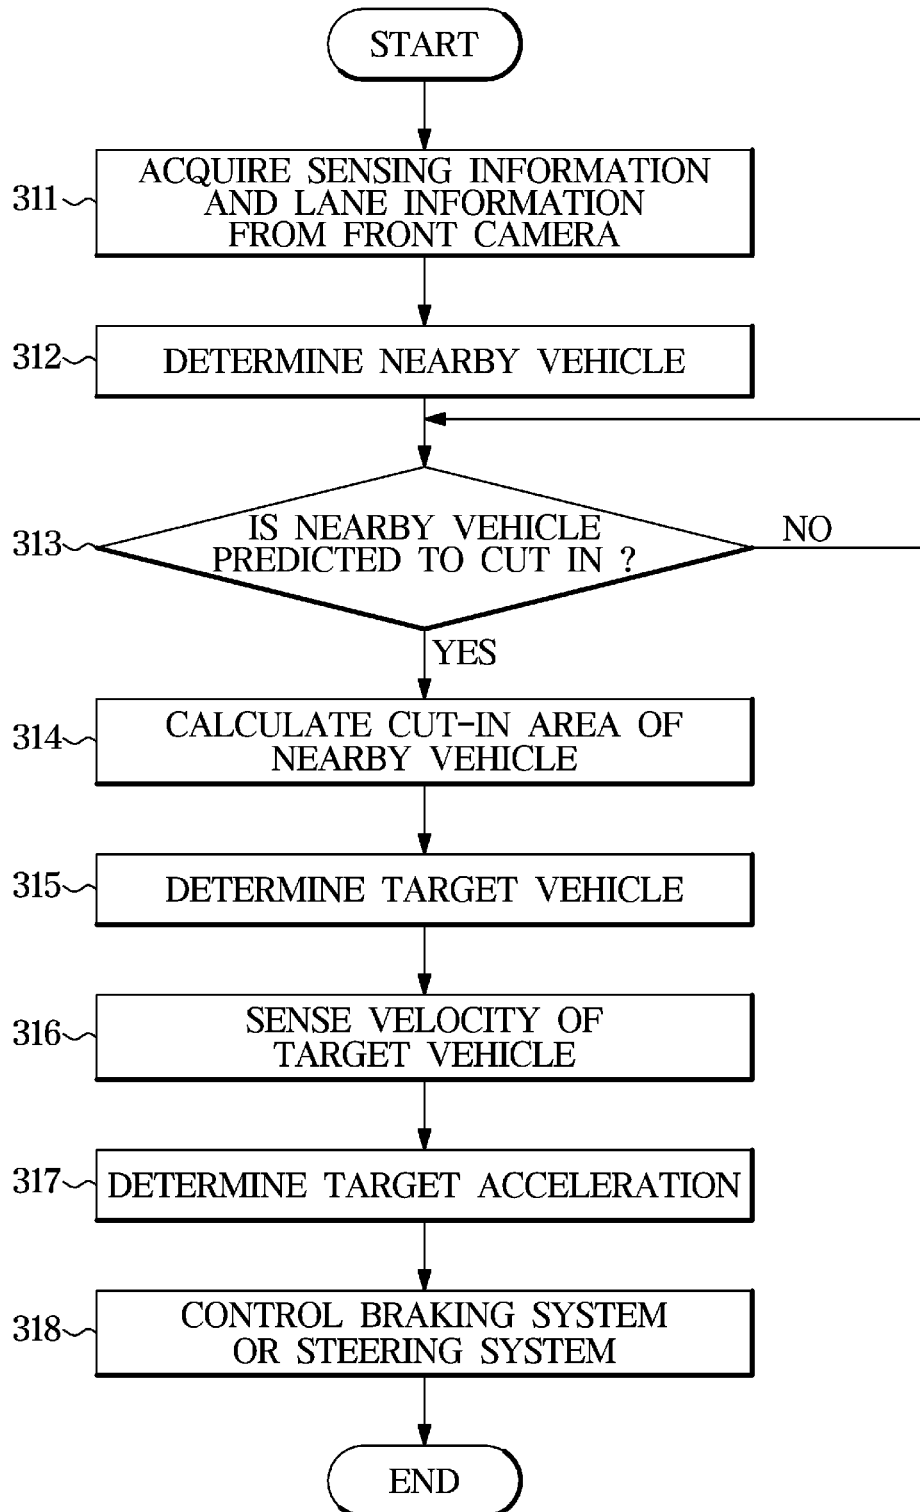 START
311
ACQUIRE SENSING INFORMATION
AND LANE INFORMATION
FROM FRONT CAMERA
312
DETERMINE NEARBY VEHICLE
313
IS NEARBY VEHICLE
PREDICTED TO CUT IN ?
NO
YES
314
CALCULATE CUT-IN AREA OF
NEARBY VEHICLE
315
DETERMINE TARGET VEHICLE
316
SENSE VELOCITY OF
TARGET VEHICLE
317
DETERMINE TARGET ACCELERATION
318
CONTROL BRAKING SYSTEM
OR STEERING SYSTEM
END